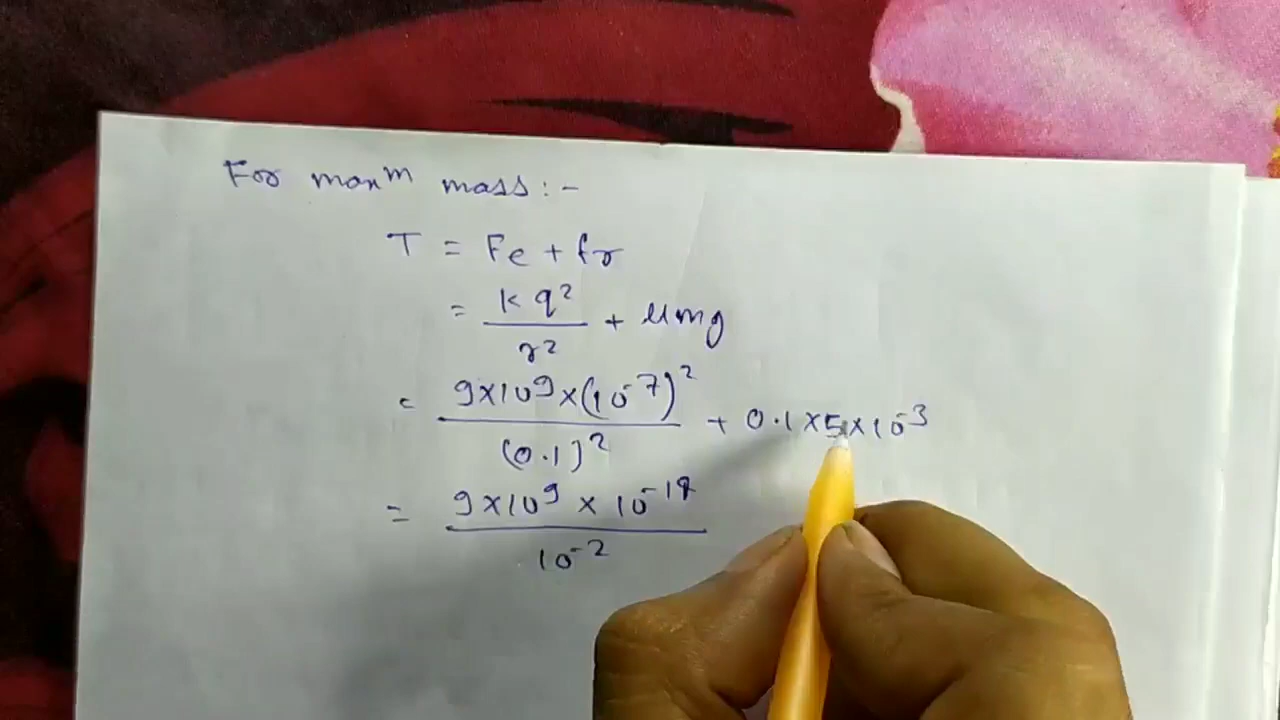 For maxᵐ mass :-
T = Fe + fr
= kq² / r² + μmg
= 9×10⁹×(10⁻⁷)² / (0.1)² + 0.1×5×10⁻³
= 9×10⁹ × 10⁻¹⁴ / 10⁻²